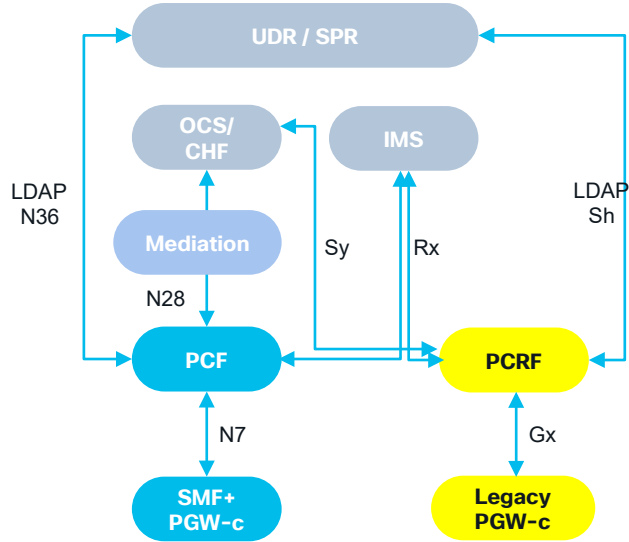 UDR / SPR
OCS/
CHF
IMS
LDAP
N36
LDAP
Sh
Mediation
Sy
Rx
N28
PCF
PCRF
N7
Gx
SMF+
PGW-c
Legacy
PGW-c